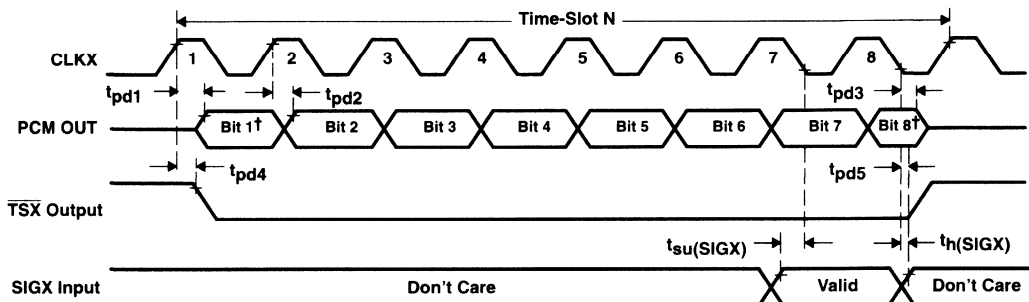 Time-Slot N
CLKX 1 2 3 4 5 6 7 8
tpd1 tpd2 tpd3
PCM OUT Bit 1† Bit 2 Bit 3 Bit 4 Bit 5 Bit 6 Bit 7 Bit 8†
tpd4 tpd5
TSX Output
tsu(SIGX) th(SIGX)
SIGX Input Don't Care Valid Don't Care